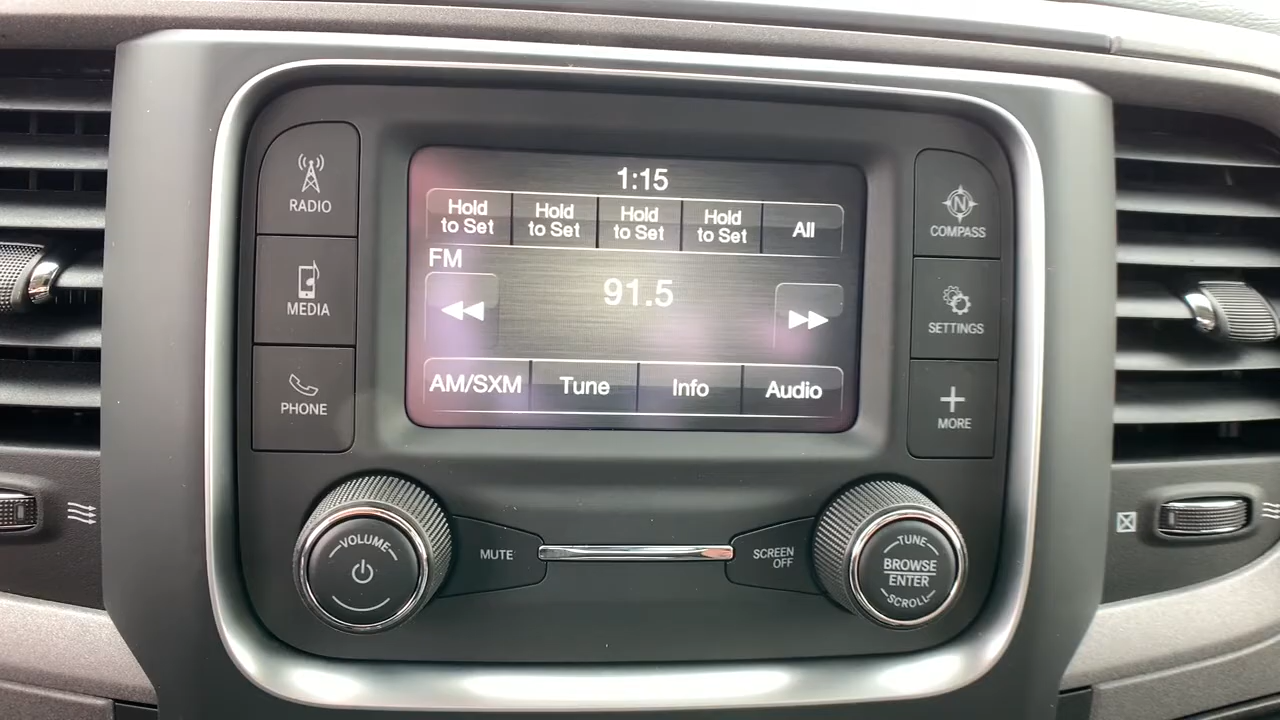 1:15
Hold to Set
Hold to Set
Hold to Set
Hold to Set
All
FM
91.5
AM/SXM
Tune
Info
Audio
RADIO
MEDIA
PHONE
N
COMPASS
SETTINGS
MORE
VOLUME
MUTE
SCREEN OFF
TUNE
BROWSE
ENTER
SCROLL